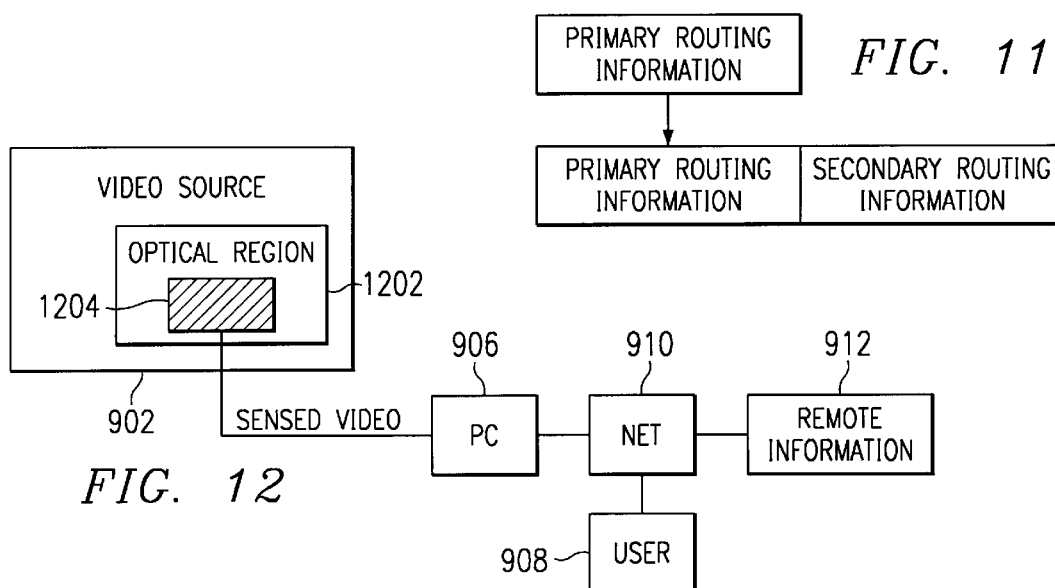 PRIMARY ROUTING
INFORMATION
FIG. 11
PRIMARY ROUTING
INFORMATION
SECONDARY ROUTING
INFORMATION
VIDEO SOURCE
OPTICAL REGION
1204
1202
902
SENSED VIDEO
906
PC
910
NET
912
REMOTE
INFORMATION
908
USER
FIG. 12